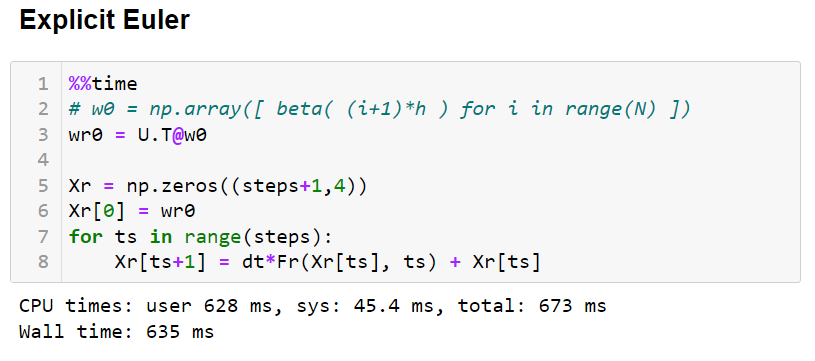 Explicit Euler
1 %%time
2 # w0 = np.array([ beta( (i+1)*h ) for i in range(N) ])
3 wr0 = U.T@w0
4
5 Xr = np.zeros((steps+1,4))
6 Xr[0] = wr0
7 for ts in range(steps):
8     Xr[ts+1] = dt*Fr(Xr[ts], ts) + Xr[ts]
CPU times: user 628 ms, sys: 45.4 ms, total: 673 ms
Wall time: 635 ms